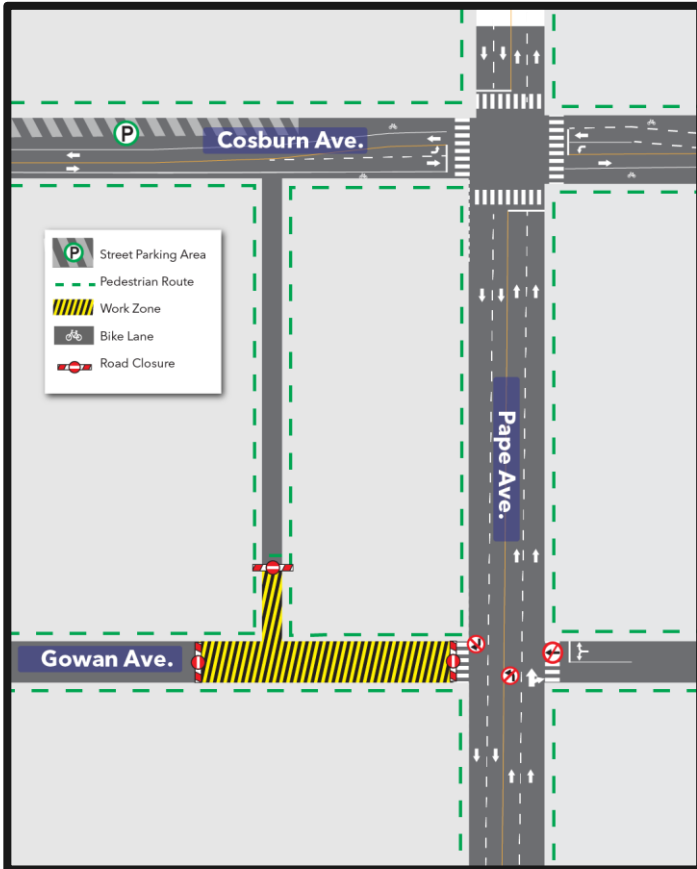 P
Cosburn Ave.
P
Street Parking Area
Pedestrian Route
Work Zone
Bike Lane
Road Closure
Pape Ave.
Gowan Ave.